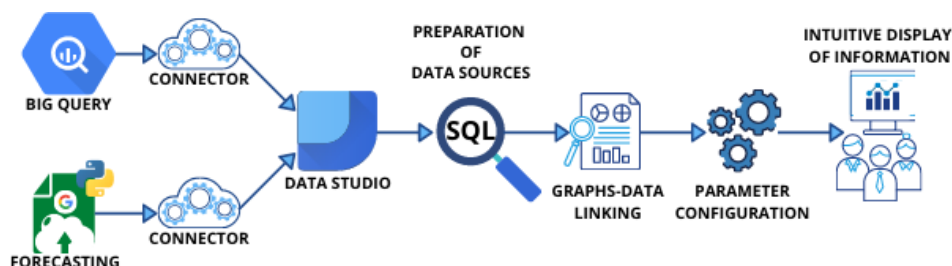 BIG QUERY
CONNECTOR
FORECASTING
CONNECTOR
DATA STUDIO
PREPARATION
OF
DATA SOURCES
SQL
GRAPHS-DATA
LINKING
PARAMETER
CONFIGURATION
INTUITIVE DISPLAY
OF INFORMATION
G